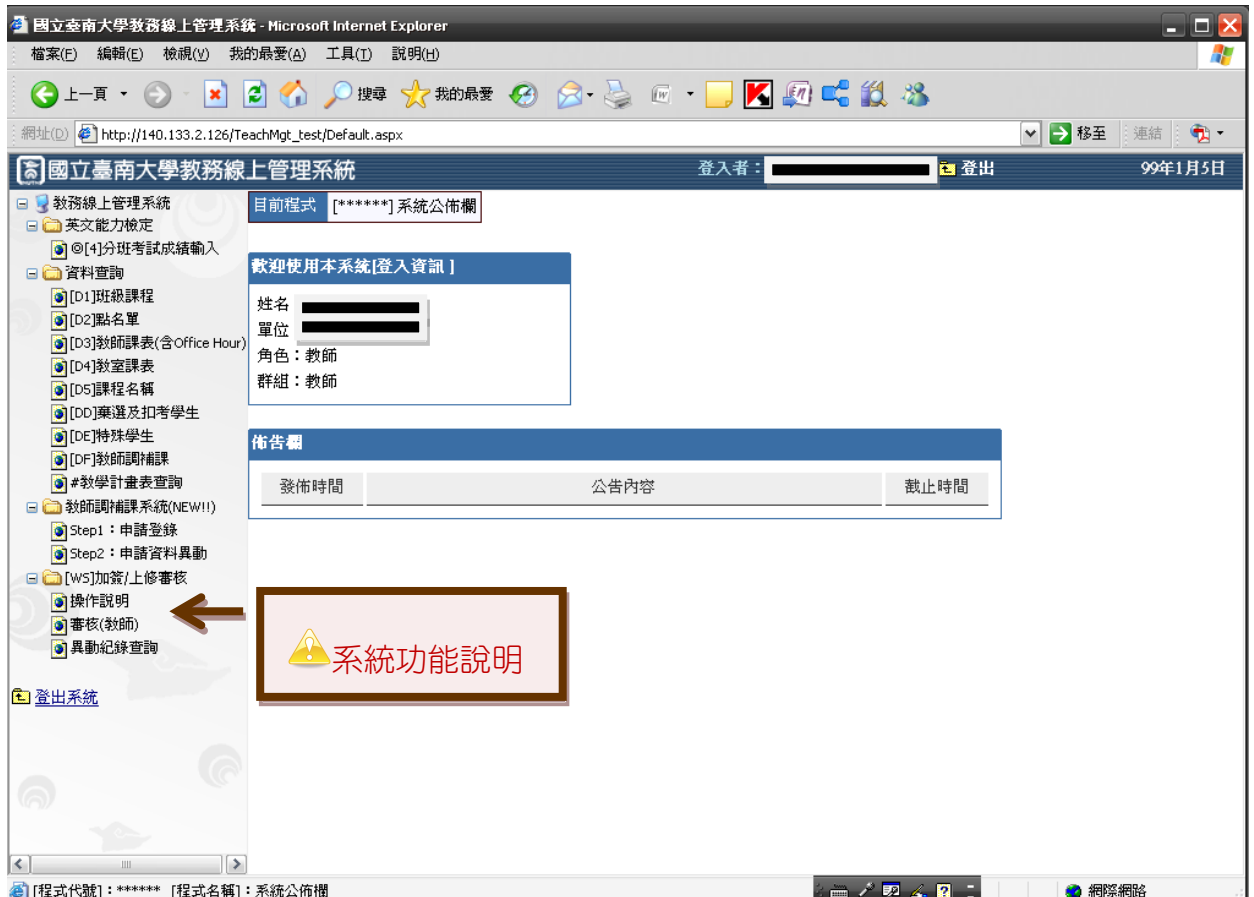 國立臺南大學教務線上管理系統 - Microsoft Internet Explorer
檔案(F) 編輯(E) 檢視(V) 我的最愛(A) 工具(T) 說明(H)
上一頁 搜尋 我的最愛
網址(D) http://140.133.2.126/TeachMgt_test/Default.aspx 移至 連結
國立臺南大學教務線上管理系統 登入者： 登出 99年1月5日
教務線上管理系統
英文能力檢定
◎[4]分班考試成績輸入
資料查詢
[D1]班級課程
[D2]點名單
[D3]教師課表(含Office Hour)
[D4]教室課表
[D5]課程名稱
[DD]棄選及扣考學生
[DE]特殊學生
[DF]教師調補課
#教學計畫表查詢
教師調補課系統(NEW!!)
Step1：申請登錄
Step2：申請資料異動
[WS]加簽/上修審核
操作說明
審核(教師)
異動紀錄查詢
登出系統
目前程式 [******] 系統公佈欄
歡迎使用本系統[登入資訊 ]
姓名
單位
角色：教師
群組：教師
佈告欄
發佈時間 公告內容 截止時間
系統功能說明
[程式代號]：****** [程式名稱]：系統公佈欄 網際網路